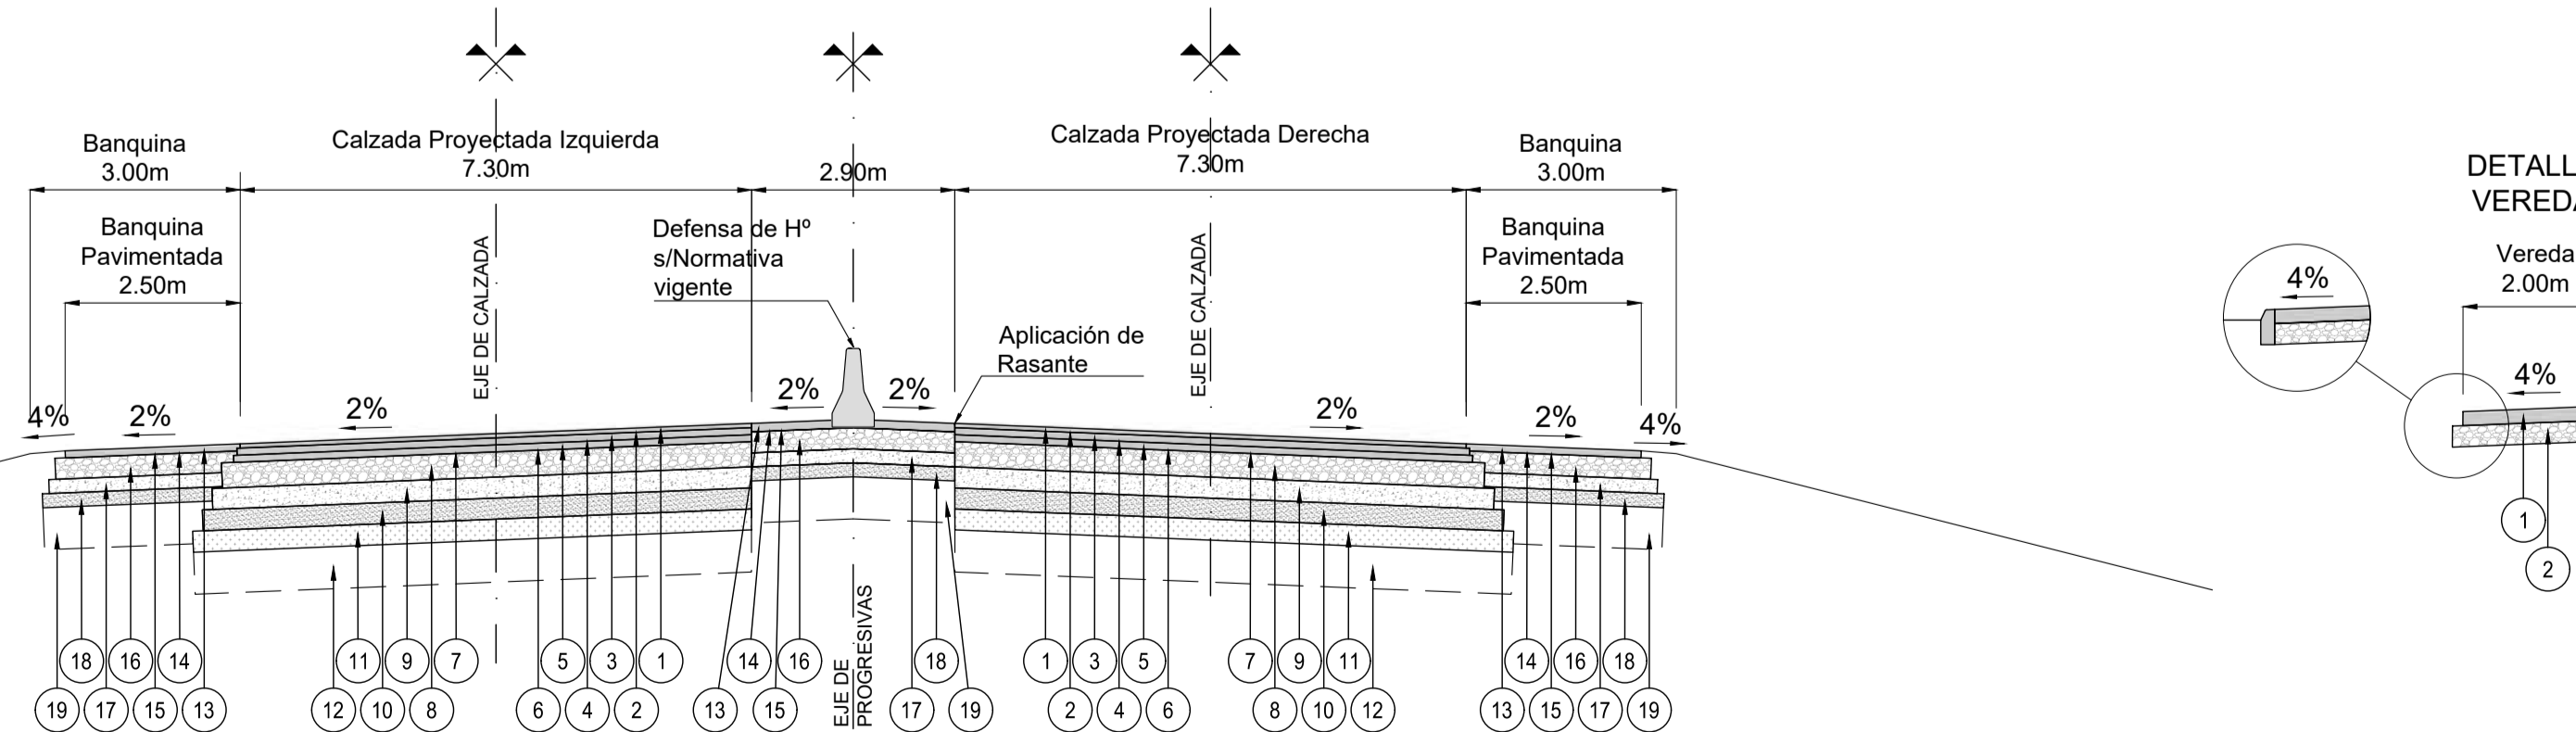 Banquina
3.00m
Calzada Proyectada Izquierda
7.30m
2.90m
Calzada Proyectada Derecha
7.30m
Banquina
3.00m
Banquina
Pavimentada
2.50m
EJE DE CALZADA
Defensa de Hº
s/Normativa
vigente
EJE DE CALZADA
Banquina
Pavimentada
2.50m
Aplicación de
Rasante
4%
2%
2%
2%
2%
2%
2%
4%
EJE DE
PROGRESIVAS
18
16
14
11
9
7
5
3
1
14
16
18
1
3
5
7
9
11
14
16
18
19
17
15
13
12
10
8
6
4
2
13
15
17
19
2
4
6
8
10
12
13
15
17
19
DETALL
VEREDA
Vereda
2.00m
4%
4%
1
2